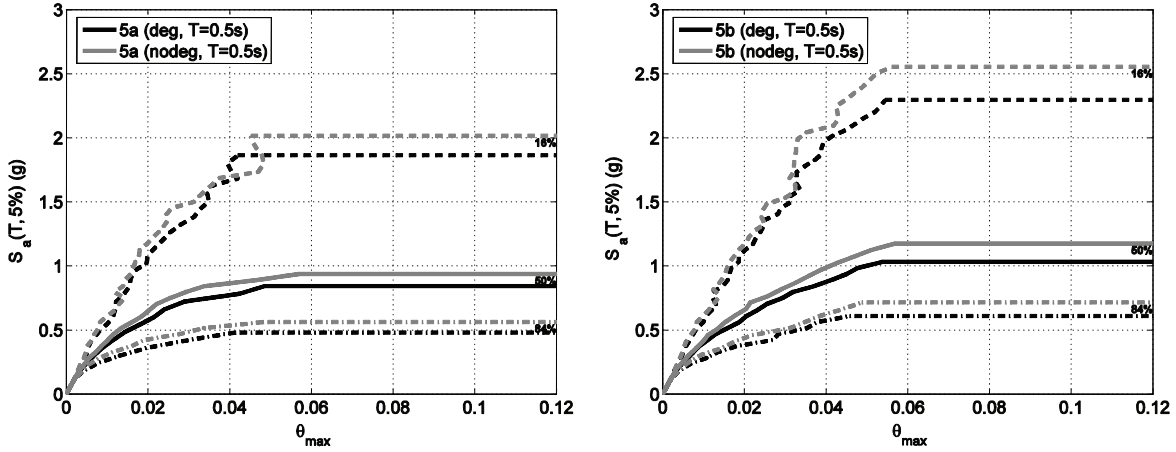 3
2.5
2
1.5
1
0.5
0
S_a(T, 5%) (g)
5a (deg, T=0.5s)
5a (nodeg, T=0.5s)
16%
50%
84%
0 0.02 0.04 0.06 0.08 0.1 0.12
θ_max
3
2.5
2
1.5
1
0.5
0
S_a(T, 5%) (g)
5b (deg, T=0.5s)
5b (nodeg, T=0.5s)
16%
50%
84%
0 0.02 0.04 0.06 0.08 0.1 0.12
θ_max